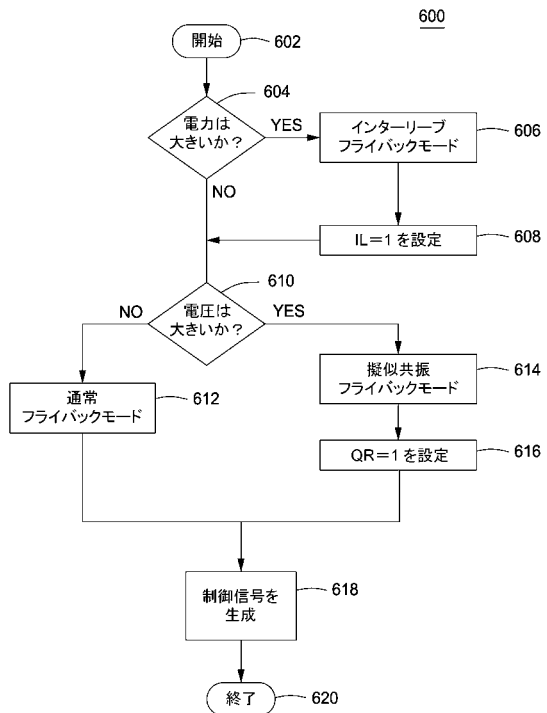 600
開始
602
604
電力は
大きいか?
YES
インターリーブ
フライバックモード
606
NO
IL=1 を設定
608
610
電圧は
大きいか?
NO
YES
通常
フライバックモード
612
擬似共振
フライバックモード
614
QR=1 を設定
616
制御信号を
生成
618
終了
620